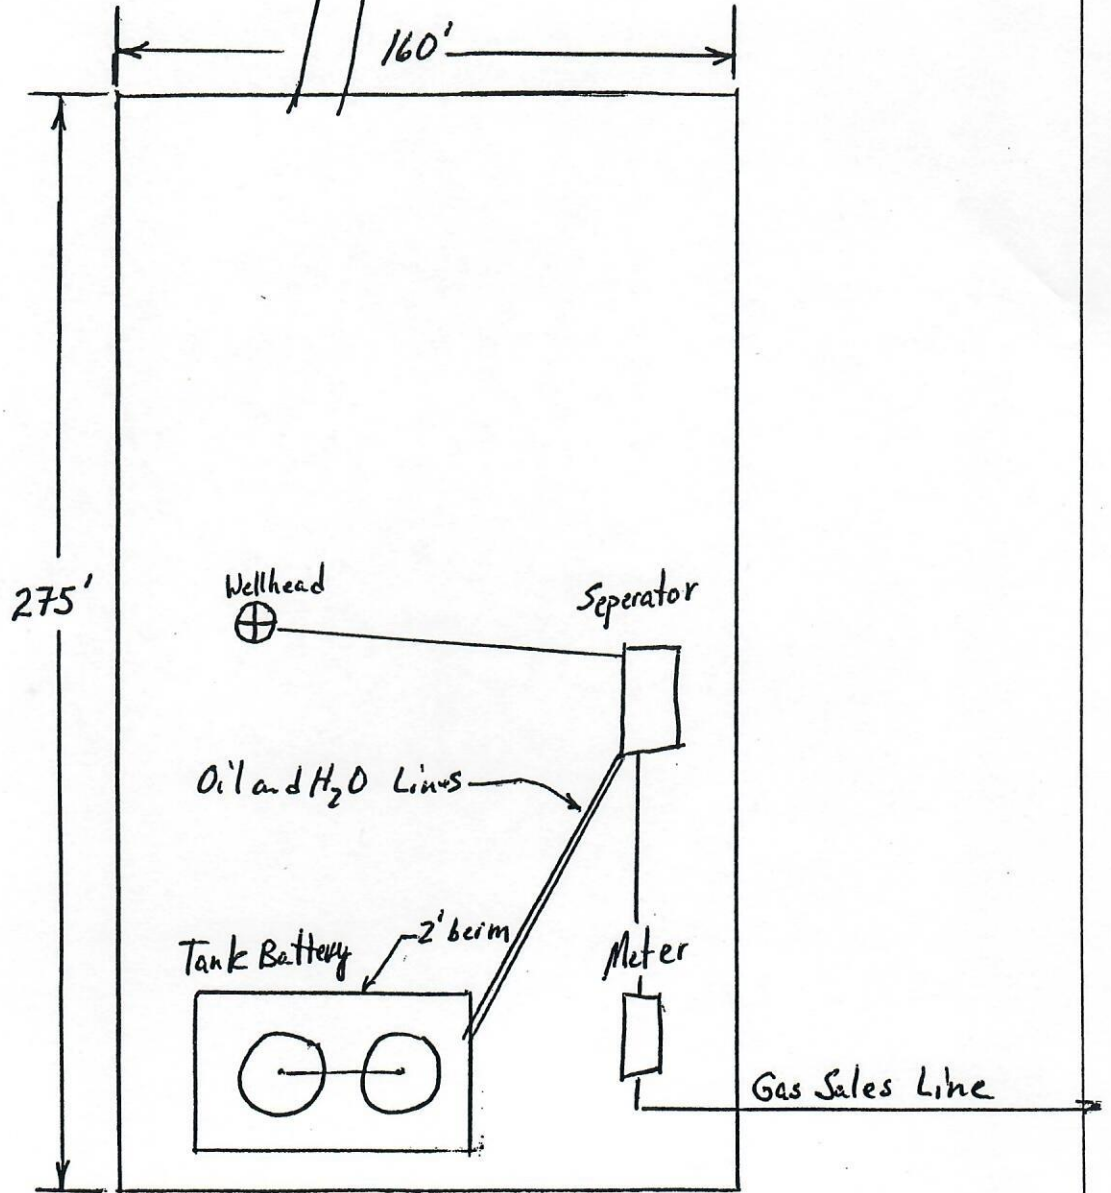 160'
275'
Wellhead
Seperator
Oil and H₂O Lines
2' beim
Tank Battery
Meter
Gas Sales Line